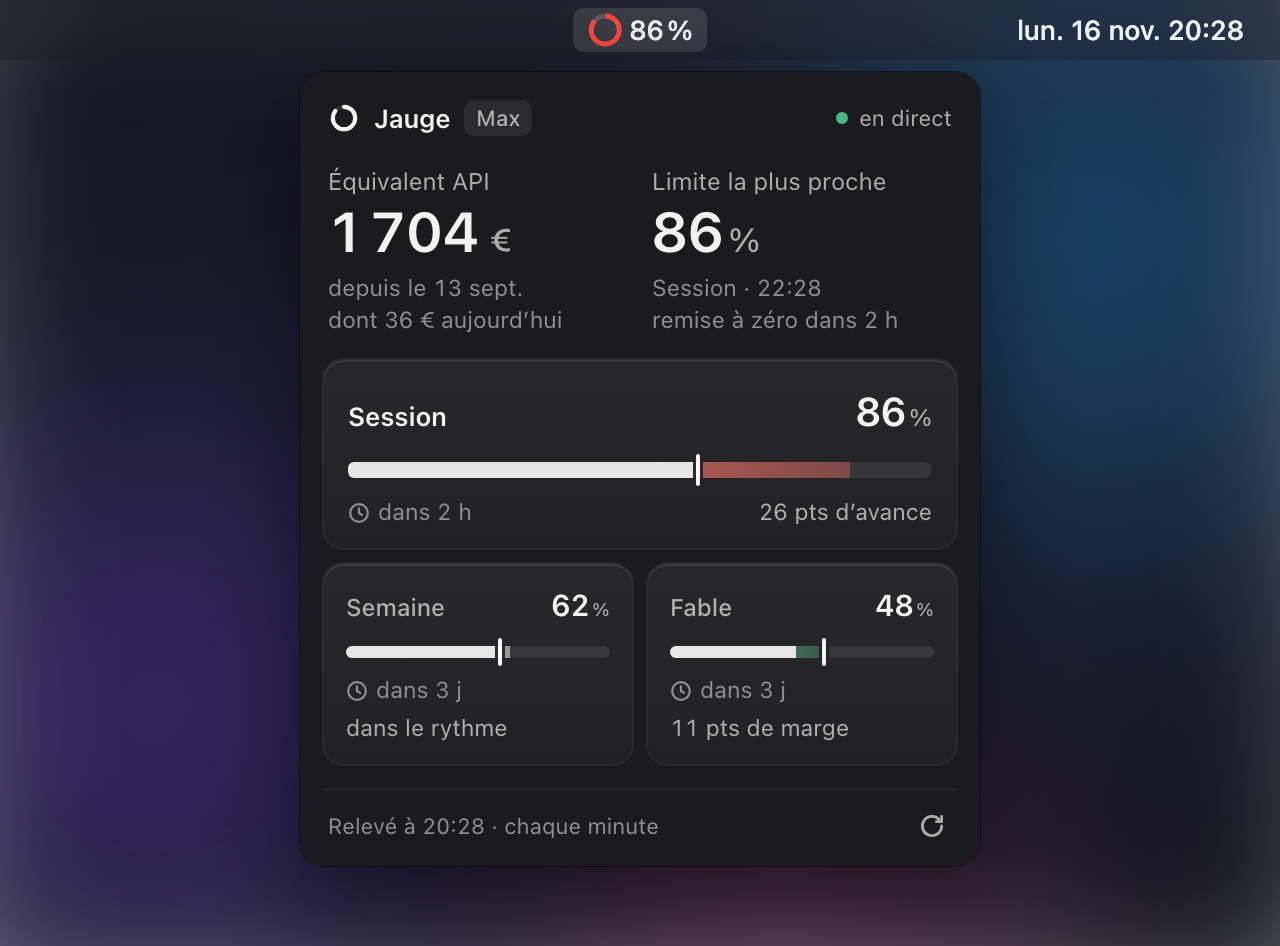 86 %
lun. 16 nov. 20:28
Jauge Max
en direct
Équivalent API
1 704 €
depuis le 13 sept.
dont 36 € aujourd’hui
Limite la plus proche
86 %
Session · 22:28
remise à zéro dans 2 h
Session
86 %
dans 2 h
26 pts d’avance
Semaine
62 %
dans 3 j
dans le rythme
Fable
48 %
dans 3 j
11 pts de marge
Relevé à 20:28 · chaque minute